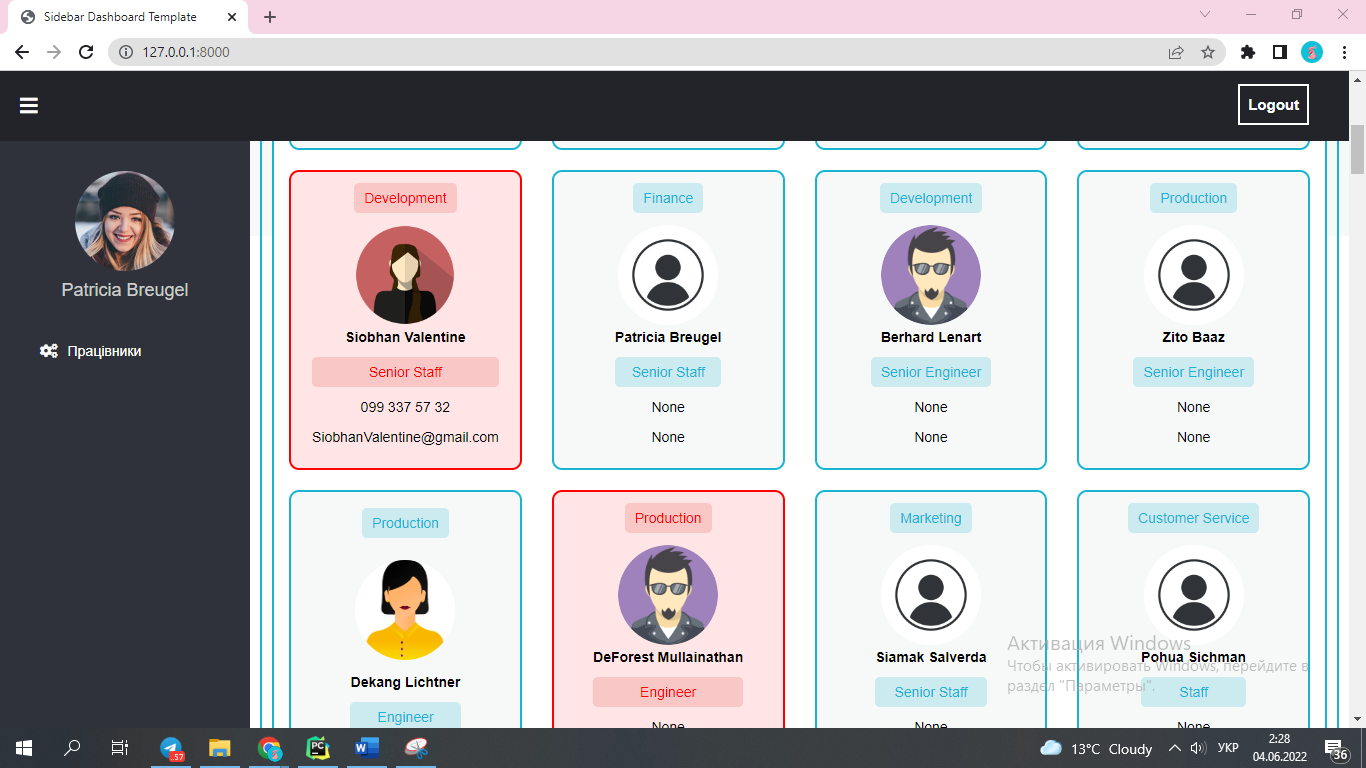 Sidebar Dashboard Template
127.0.0.1:8000
Logout
Patricia Breugel
Працівники
Development
Siobhan Valentine
Senior Staff
099 337 57 32
SiobhanValentine@gmail.com
Finance
Patricia Breugel
Senior Staff
None
None
Development
Berhard Lenart
Senior Engineer
None
None
Production
Zito Baaz
Senior Engineer
None
None
Production
Dekang Lichtner
Engineer
Production
DeForest Mullainathan
Engineer
None
Marketing
Siamak Salverda
Senior Staff
None
Customer Service
Pohua Sichman
Staff
None
Активация Windows
Чтобы активировать Windows, перейдите в
раздел "Параметры".
57
PC
W
13°C Cloudy
УКР
2:28
04.06.2022
36